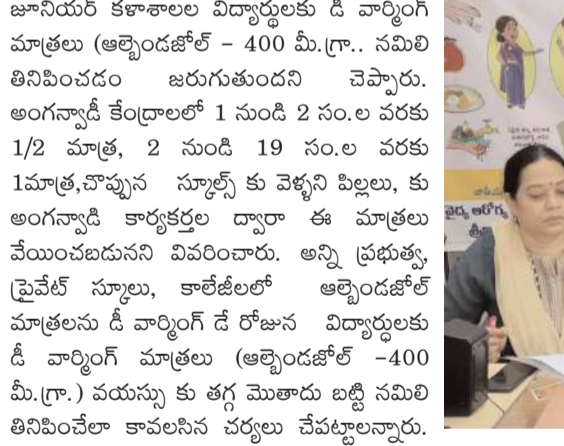 జూనియర్ కళాశాలల విద్యార్థులకు డి వార్మింగ్
మాత్రలు (ఆల్బెండజోల్ - 400 మీ.గ్రా.. నమిలి
తినిపించడం జరుగుతుందని చెప్పారు.
అంగన్వాడీ కేంద్రాలలో 1 నుండి 2 సం.ల వరకు
1/2 మాత్ర, 2 నుండి 19 సం.ల వరకు
1మాత్ర,చొప్పున స్కూల్స్ కు వెళ్ళని పిల్లలు, కు
అంగన్వాడి కార్యకర్తల ద్వారా ఈ మాత్రలు
వేయించబడునని వివరించారు. అన్ని ప్రభుత్వ,
ప్రైవేట్ స్కూలు, కాలేజీలలో ఆల్బెండజోల్
మాత్రలను డీ వార్మింగ్ డే రోజున విద్యార్ధులకు
డీ వార్మింగ్ మాత్రలు (ఆల్బెండజోల్ -400
మీ.గ్రా.) వయస్సు కు తగ్గ మొతాదు బట్టి నమిలి
తినిపించేలా కావలసిన చర్యలు చేపట్టాలన్నారు.
వైద్య ఆరోగ్య